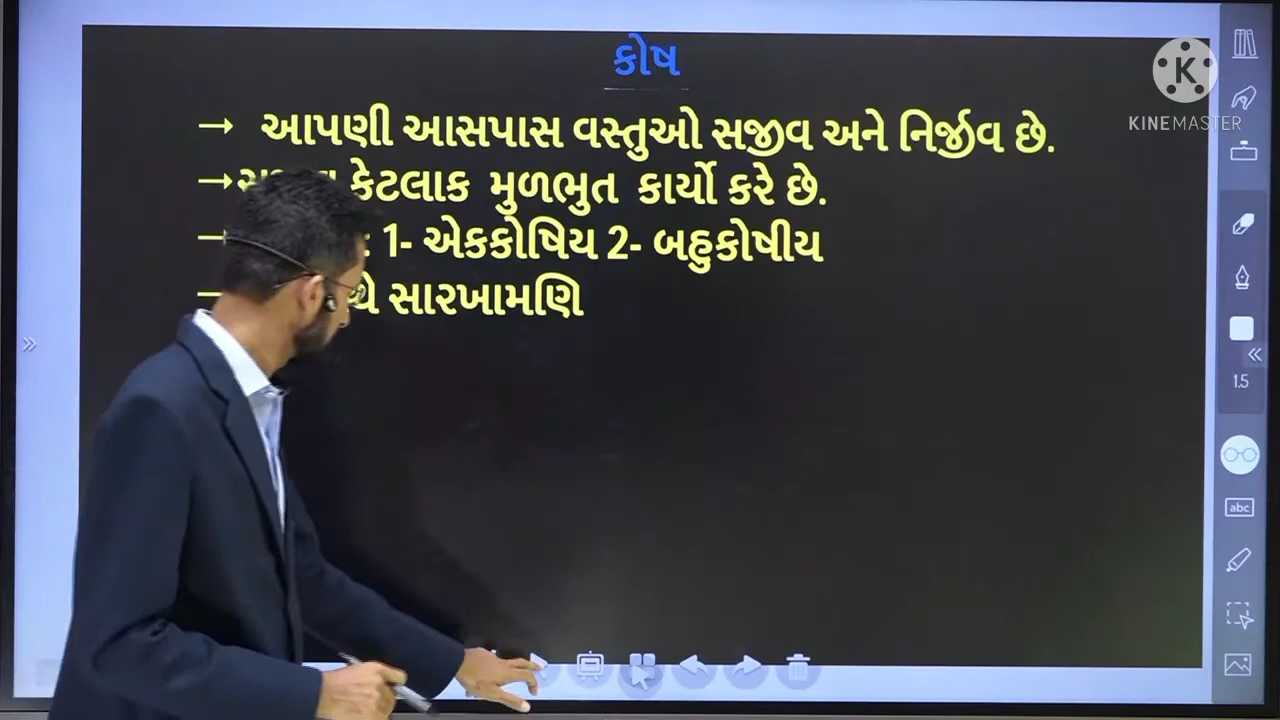 કોષ
→ આપણી આસપાસ વસ્તુઓ સજીવ અને નિર્જીવ છે.
→ કેટલાક મુળભુત કાર્યો કરે છે.
: 1- એકકોષિય 2- બહુકોષીય
સારખામણિ
K
KINEMASTER
1.5
abc